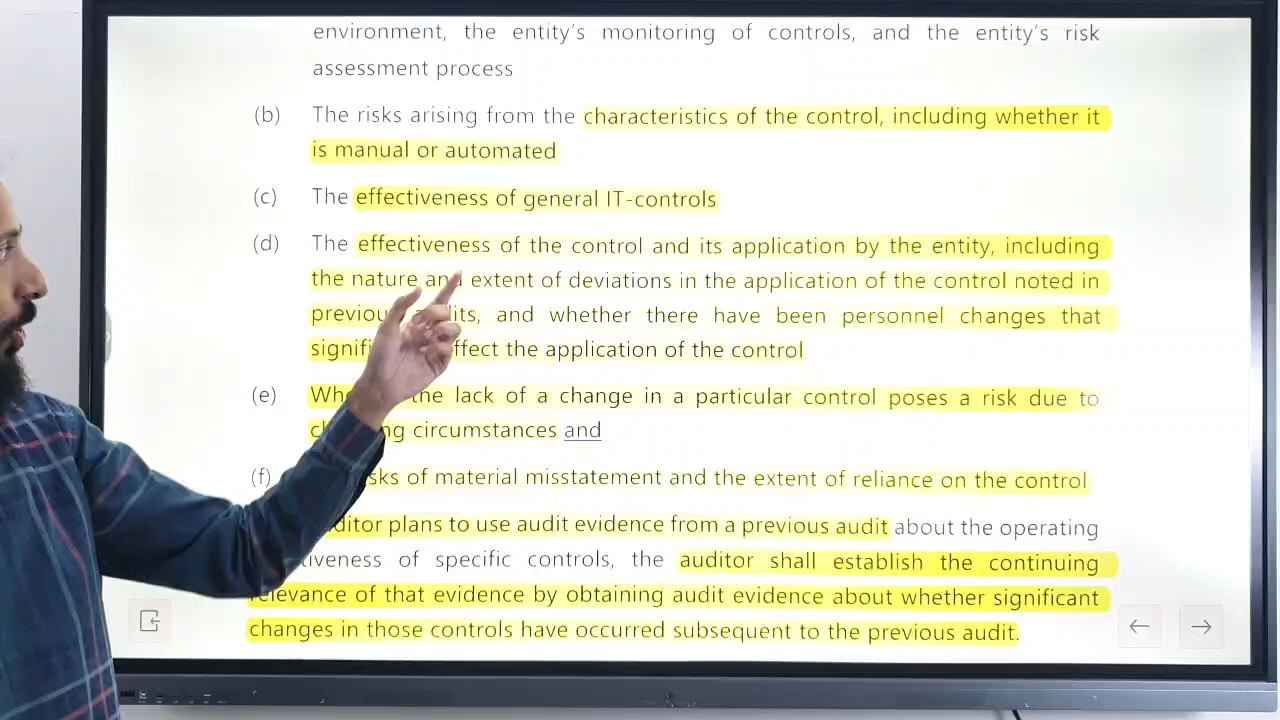 environment, the entity’s monitoring of controls, and the entity’s risk
assessment process
(b) The risks arising from the characteristics of the control, including whether it
is manual or automated
(c) The effectiveness of general IT-controls
(d) The effectiveness of the control and its application by the entity, including
the nature and extent of deviations in the application of the control noted in
and whether there have been personnel changes that
the application of the control
(e) the lack of a change in a particular control poses a risk due to
circumstances and
(f) of material misstatement and the extent of reliance on the control
plans to use audit evidence from a previous audit about the operating
of specific controls, the auditor shall establish the continuing
relevance of that evidence by obtaining audit evidence about whether significant
changes in those controls have occurred subsequent to the previous audit.